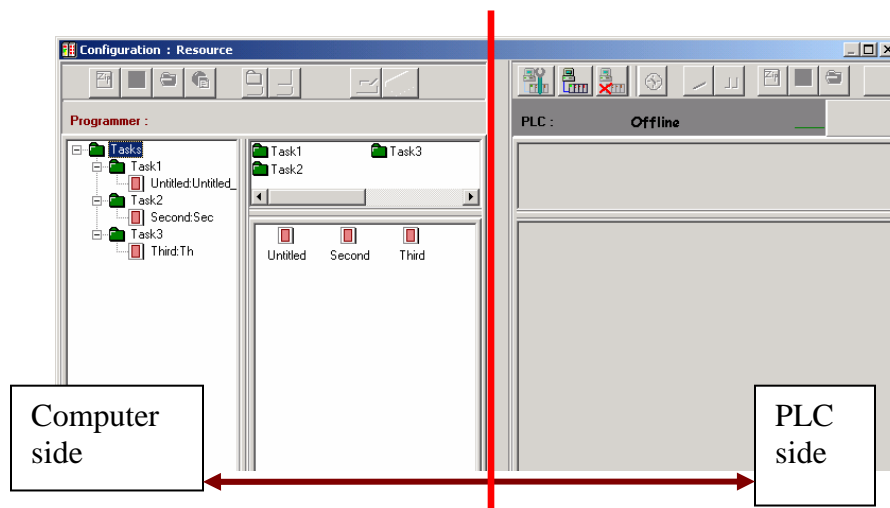 Configuration : Resource
Programmer :
PLC :
Offline
Tasks
Task1
Untitled:Untitled_
Task2
Second:Sec
Task3
Third:Th
Task1
Task3
Task2
Untitled
Second
Third
Computer
side
PLC
side